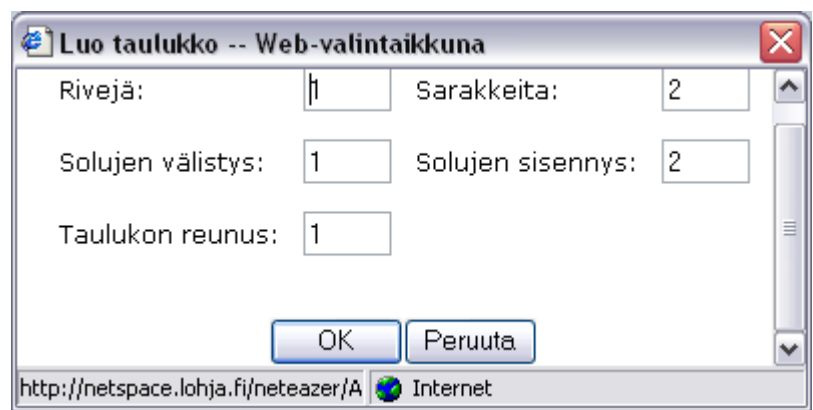 Luo taulukko -- Web-valintaikkuna
Rivejä: 1 Sarakkeita: 2
Solujen välistys: 1 Solujen sisennys: 2
Taulukon reunus: 1
OK Peruuta
http://netspace.lohja.fi/neteazer/A Internet